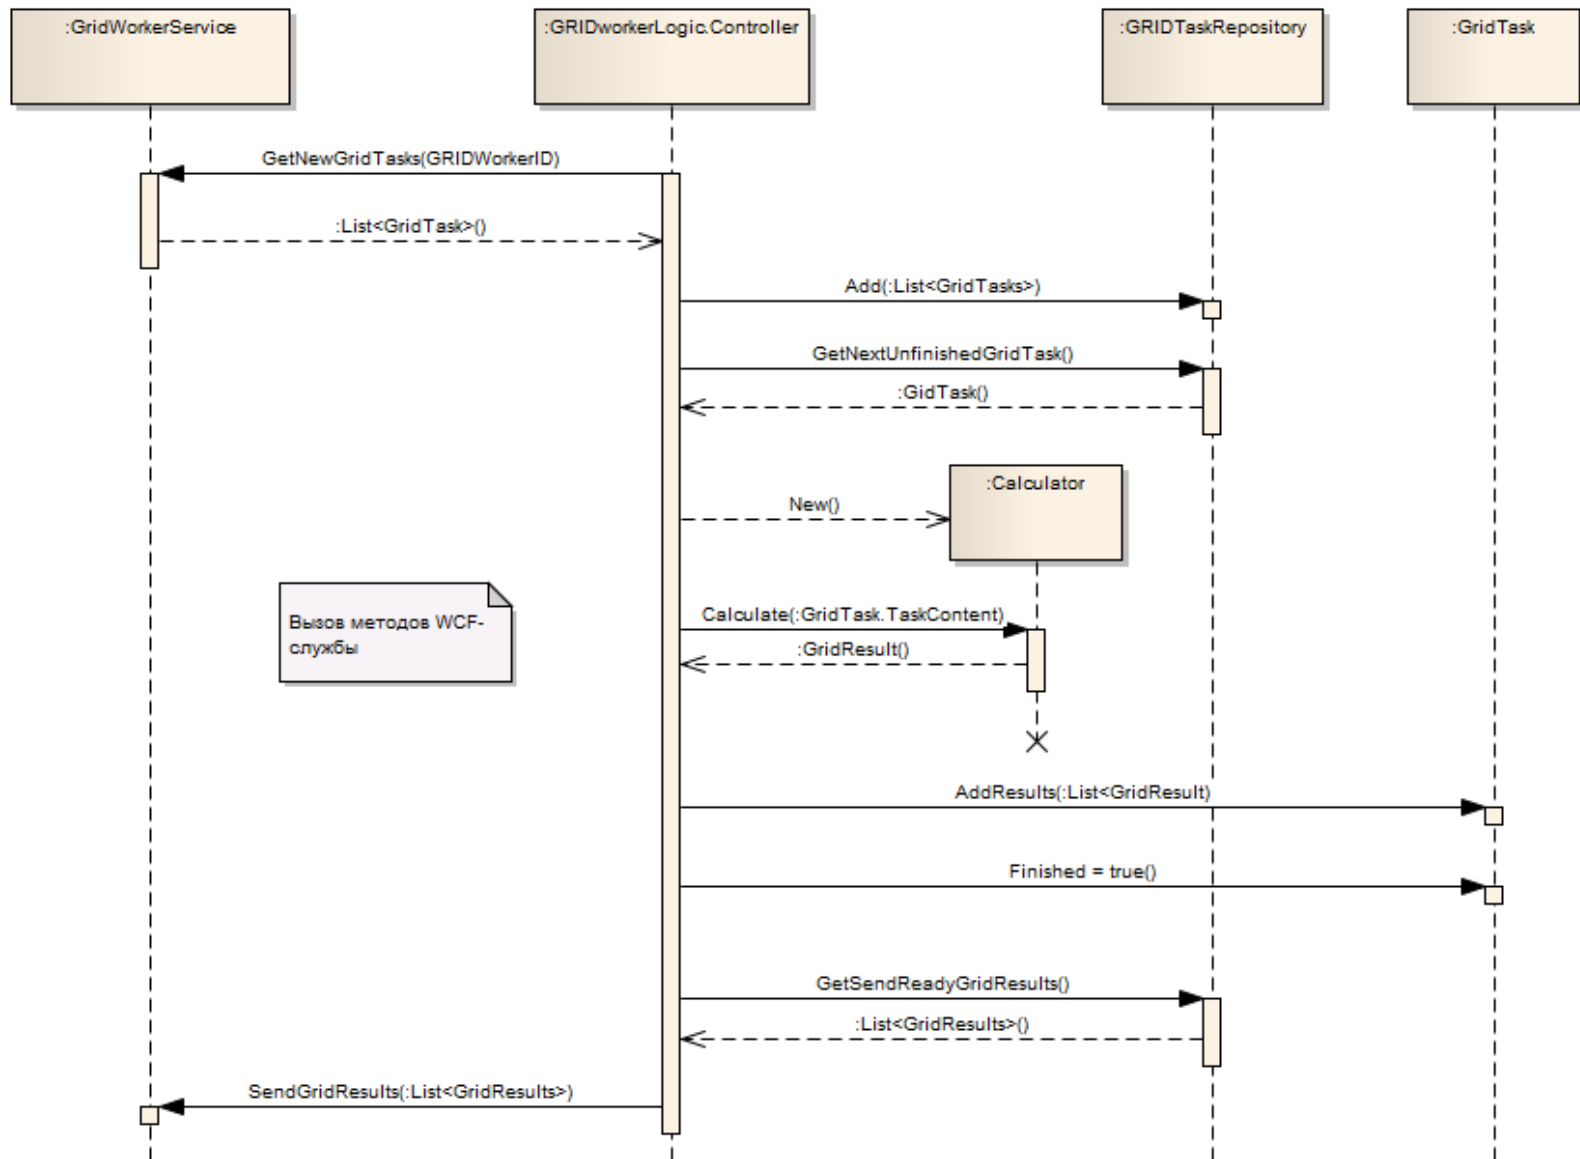 :GridWorkerService
:GRIDworkerLogic.Controller
:GRIDTaskRepository
:GridTask
GetNewGridTasks(GRIDWorkerID)
:List<GridTask>()
Add(:List<GridTasks>)
GetNextUnfinishedGridTask()
:GidTask()
:Calculator
New()
Вызов методов WCF-
службы
Calculate(:GridTask.TaskContent)
:GridResult()
AddResults(:List<GridResult)
Finished = true()
GetSendReadyGridResults()
:List<GridResults>()
SendGridResults(:List<GridResults>)